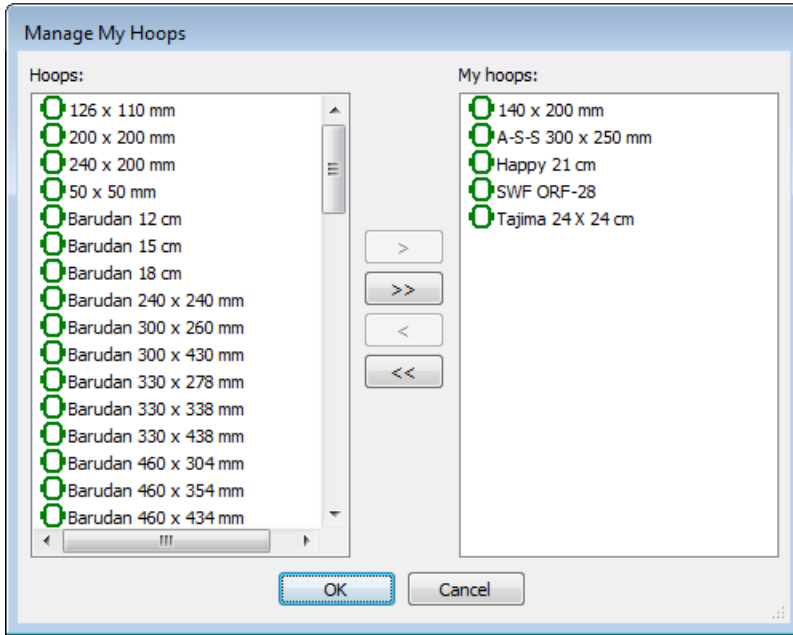 Manage My Hoops
Hoops:
126 x 110 mm
200 x 200 mm
240 x 200 mm
50 x 50 mm
Barudan 12 cm
Barudan 15 cm
Barudan 18 cm
Barudan 240 x 240 mm
Barudan 300 x 260 mm
Barudan 300 x 430 mm
Barudan 330 x 278 mm
Barudan 330 x 338 mm
Barudan 330 x 438 mm
Barudan 460 x 304 mm
Barudan 460 x 354 mm
Barudan 460 x 434 mm
>
>>
<
<<
My hoops:
140 x 200 mm
A-S-S 300 x 250 mm
Happy 21 cm
SWF ORF-28
Tajima 24 X 24 cm
OK
Cancel